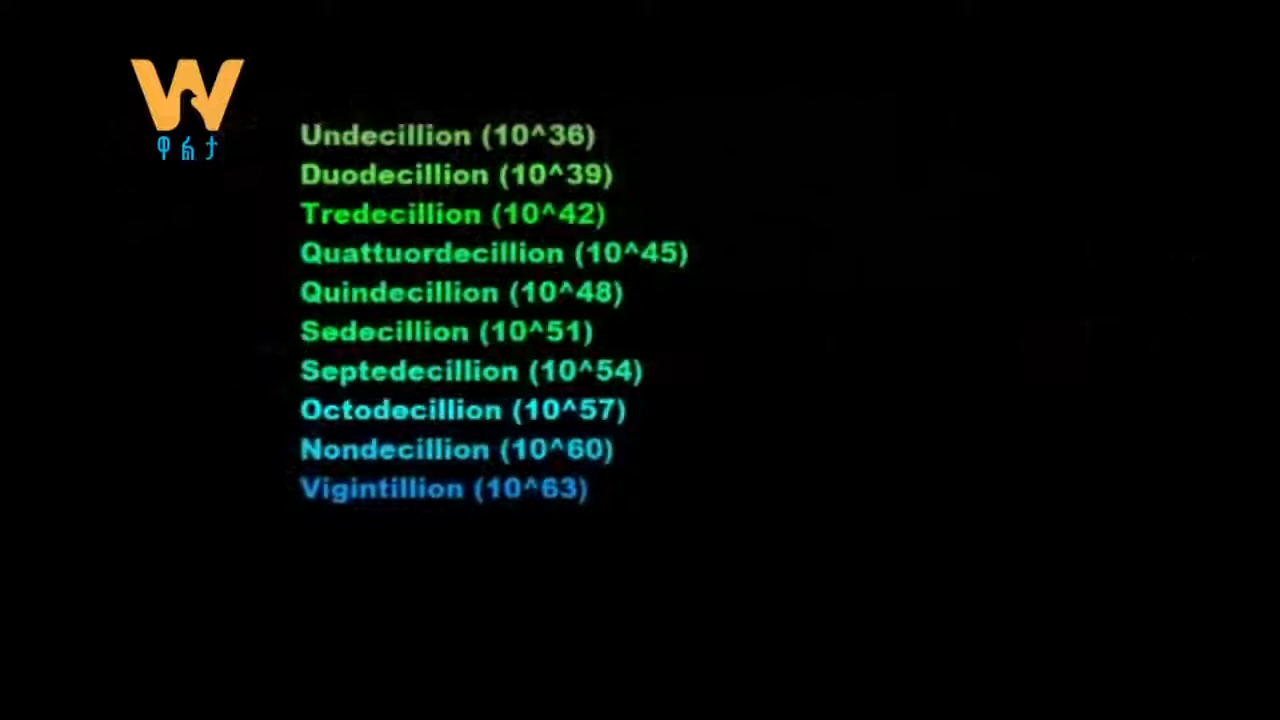 W
ዋልታ
Undecillion (10^36)
Duodecillion (10^39)
Tredecillion (10^42)
Quattuordecillion (10^45)
Quindecillion (10^48)
Sedecillion (10^51)
Septedecillion (10^54)
Octodecillion (10^57)
Nondecillion (10^60)
Vigintillion (10^63)